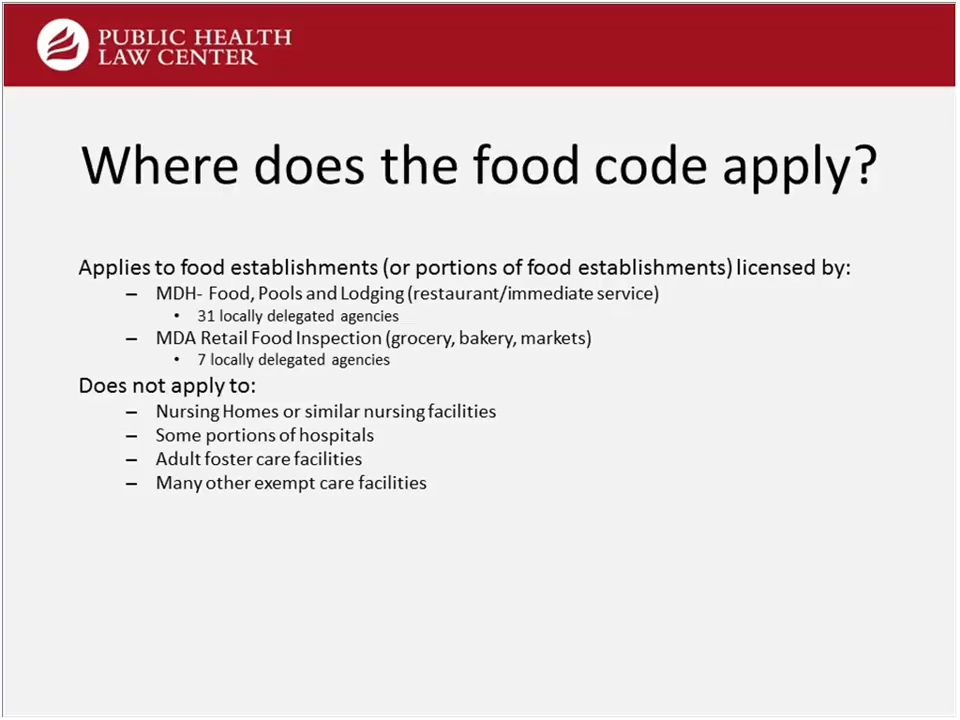 PUBLIC HEALTH
LAW CENTER
Where does the food code apply?
Applies to food establishments (or portions of food establishments) licensed by:
– MDH- Food, Pools and Lodging (restaurant/immediate service)
• 31 locally delegated agencies
– MDA Retail Food Inspection (grocery, bakery, markets)
• 7 locally delegated agencies
Does not apply to:
– Nursing Homes or similar nursing facilities
– Some portions of hospitals
– Adult foster care facilities
– Many other exempt care facilities